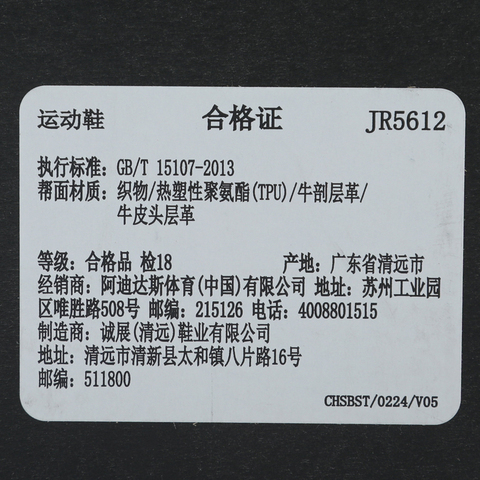 运动鞋 合格证 JR5612
执行标准: GB/T 15107-2013
帮面材质: 织物/热塑性聚氨酯(TPU)/牛剖层革/
牛皮头层革
等级: 合格品 检18 产地: 广东省清远市
经销商: 阿迪达斯体育(中国)有限公司 地址: 苏州工业园
区唯胜路508号 邮编: 215126 电话: 4008801515
制造商: 诚展(清远)鞋业有限公司
地址: 清远市清新县太和镇八片路16号
邮编: 511800
CHSBST/0224/V05